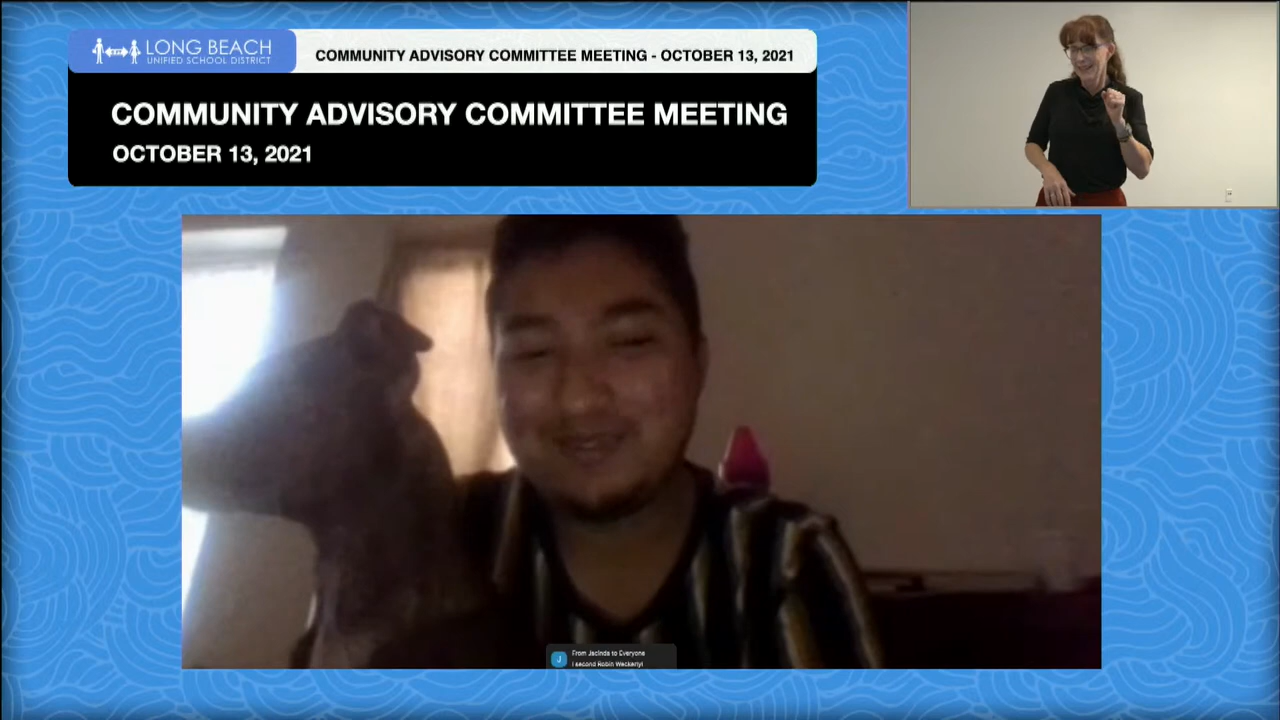 LONG BEACH
UNIFIED SCHOOL DISTRICT
COMMUNITY ADVISORY COMMITTEE MEETING - OCTOBER 13, 2021
COMMUNITY ADVISORY COMMITTEE MEETING
OCTOBER 13, 2021
J
From Jacinda to Everyone
I second Robin Weckerly!